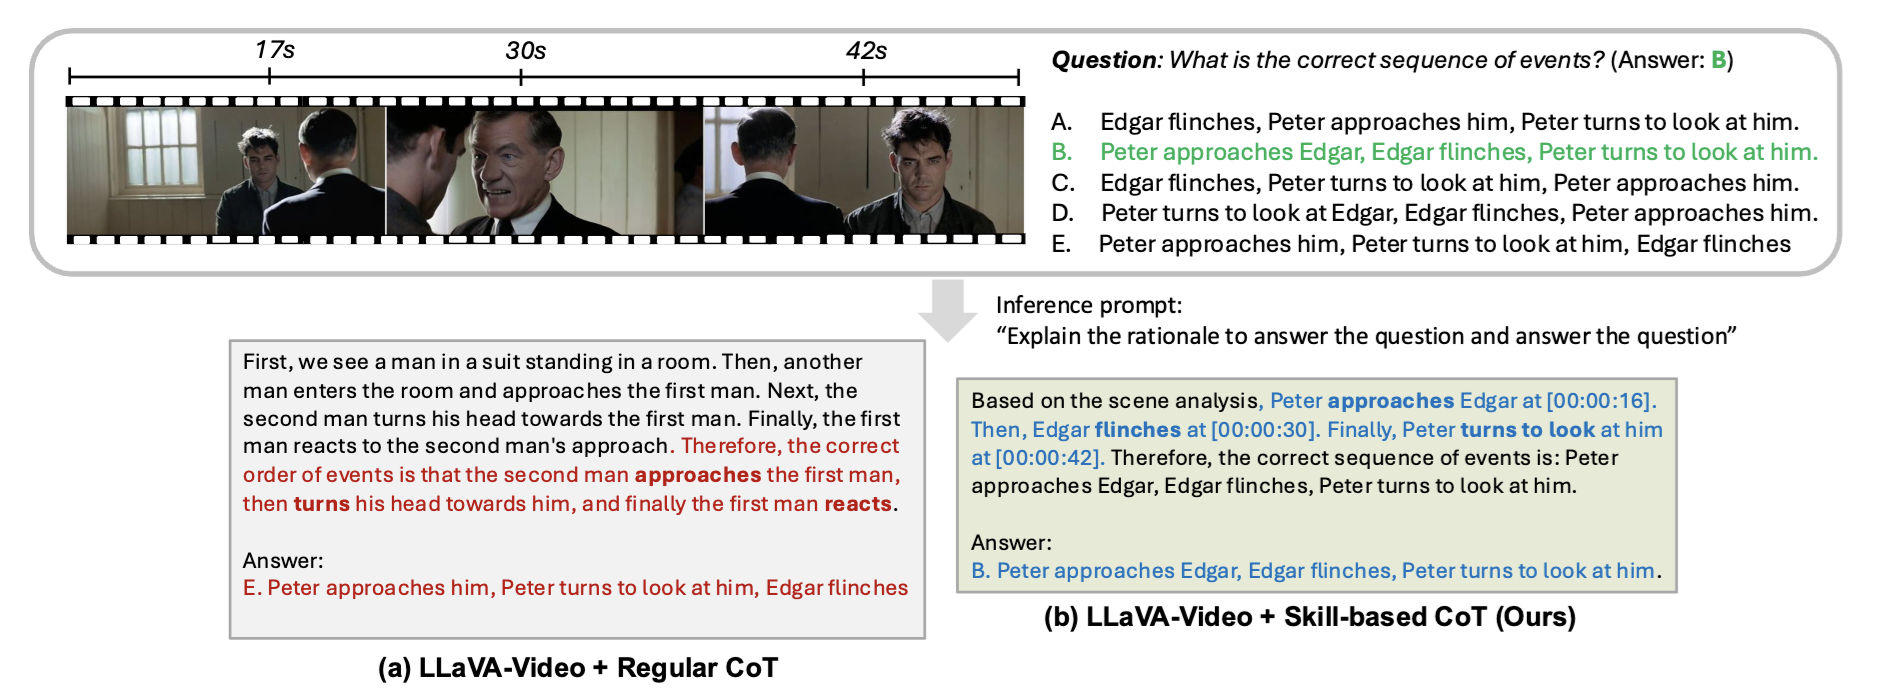 17s 30s 42s
Question: What is the correct sequence of events? (Answer: B)
A. Edgar flinches, Peter approaches him, Peter turns to look at him.
B. Peter approaches Edgar, Edgar flinches, Peter turns to look at him.
C. Edgar flinches, Peter turns to look at him, Peter approaches him.
D. Peter turns to look at Edgar, Edgar flinches, Peter approaches him.
E. Peter approaches him, Peter turns to look at him, Edgar flinches
Inference prompt:
“Explain the rationale to answer the question and answer the question”
First, we see a man in a suit standing in a room. Then, another
man enters the room and approaches the first man. Next, the
second man turns his head towards the first man. Finally, the first
man reacts to the second man's approach. Therefore, the correct
order of events is that the second man approaches the first man,
then turns his head towards him, and finally the first man reacts.
Answer:
E. Peter approaches him, Peter turns to look at him, Edgar flinches
(a) LLaVA-Video + Regular CoT
Based on the scene analysis, Peter approaches Edgar at [00:00:16].
Then, Edgar flinches at [00:00:30]. Finally, Peter turns to look at him
at [00:00:42]. Therefore, the correct sequence of events is: Peter
approaches Edgar, Edgar flinches, Peter turns to look at him.
Answer:
B. Peter approaches Edgar, Edgar flinches, Peter turns to look at him.
(b) LLaVA-Video + Skill-based CoT (Ours)